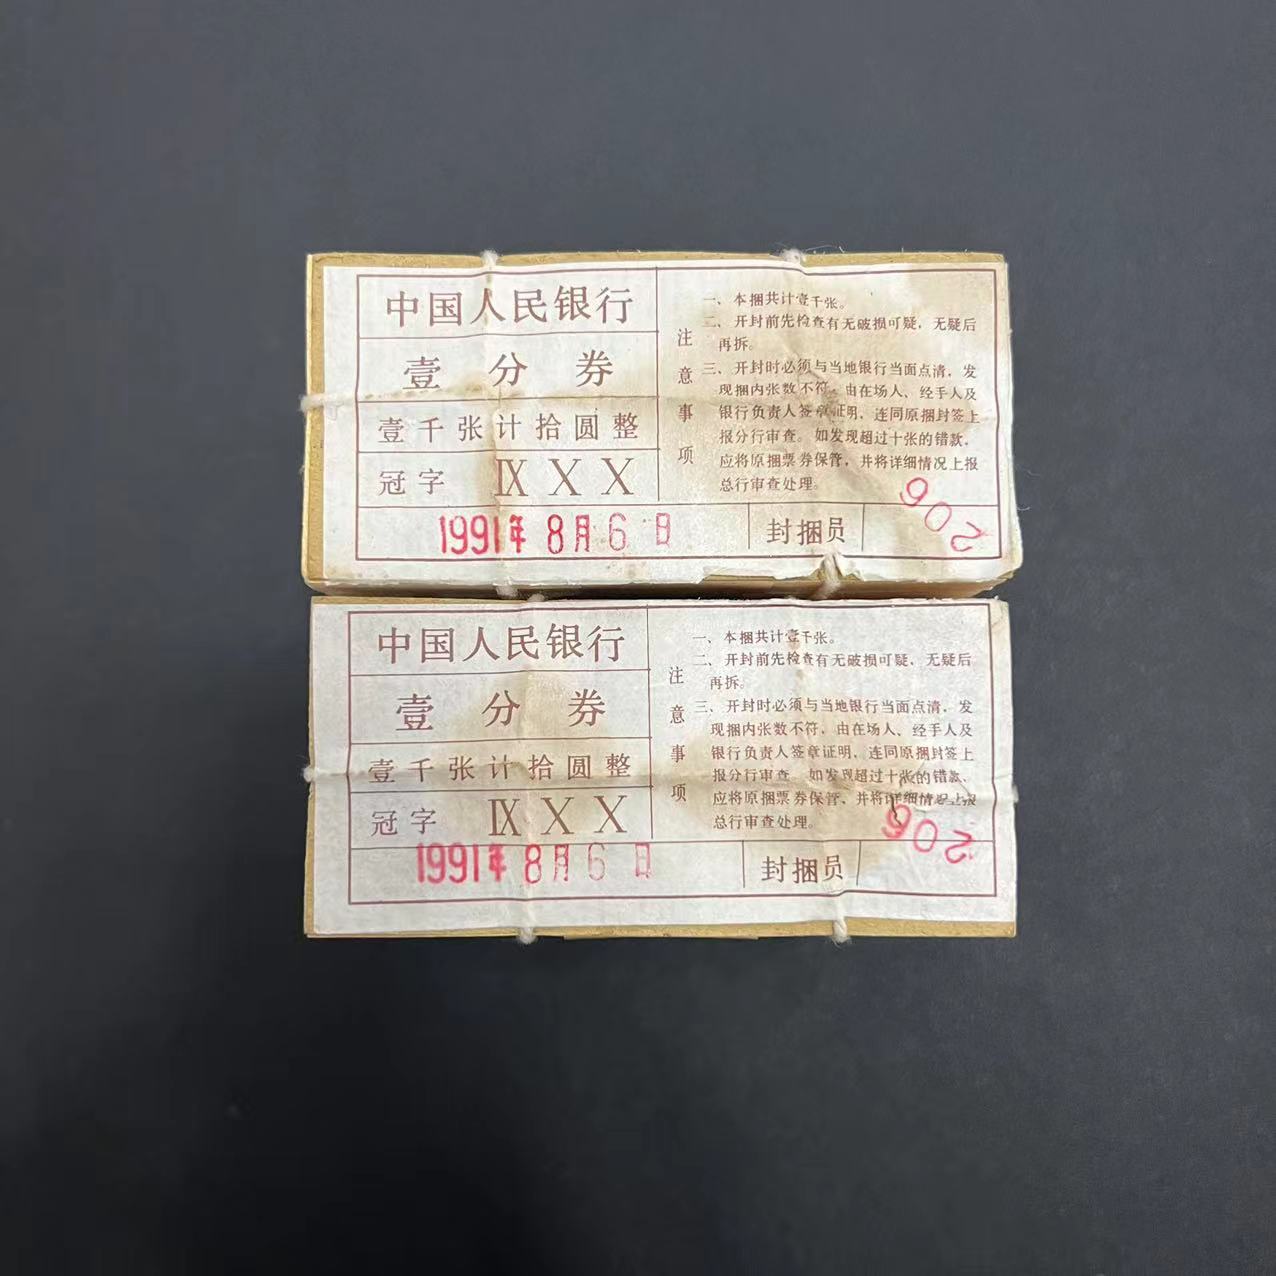 中国人民银行
壹分券
壹千张计拾圆整
冠字 ⅨⅩⅩ
1991年8月6日
注意事项
一、本捆共计壹千张。
二、开封前先检查有无破损可疑，无疑后
再拆。
三、开封时必须与当地银行当面点清，发
现捆内张数不符，由在场人、经手人及
银行负责人签章证明，连同原捆封签上
报分行审查。如发现超过十张的错款，
应将原捆票券保管，并将详细情况上报
总行审查处理。
封捆员
206
中国人民银行
壹分券
壹千张计拾圆整
冠字 ⅨⅩⅩ
1991年8月6日
注意事项
一、本捆共计壹千张。
二、开封前先检查有无破损可疑，无疑后
再拆。
三、开封时必须与当地银行当面点清，发
现捆内张数不符，由在场人、经手人及
银行负责人签章证明，连同原捆封签上
报分行审查。如发现超过十张的错款，
应将原捆票券保管，并将详细情况上报
总行审查处理。
封捆员
206